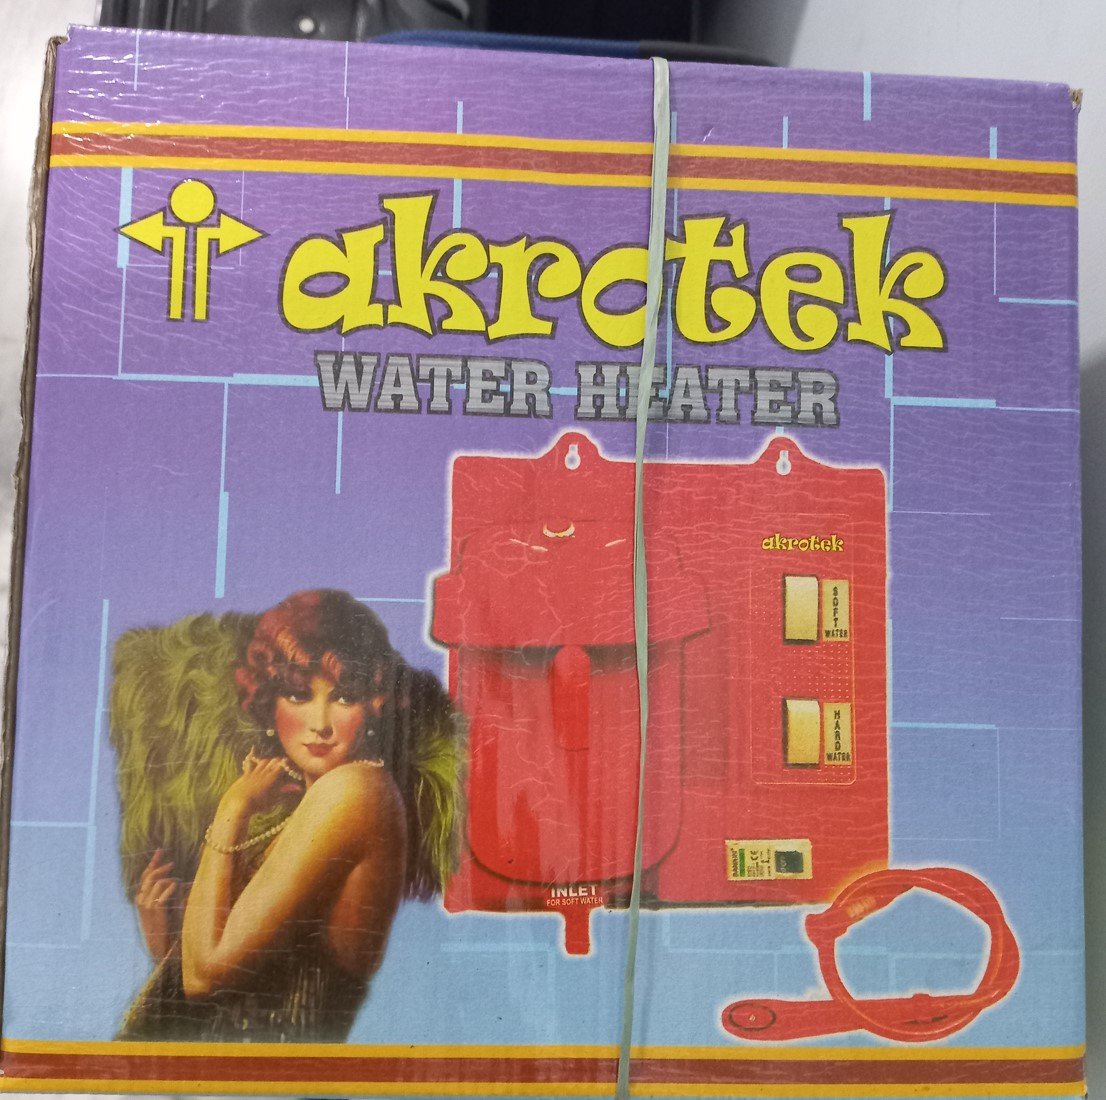 akrotek
WATER HEATER
akrotek
SOFT
WATER
HARD
WATER
INLET
FOR SOFT WATER